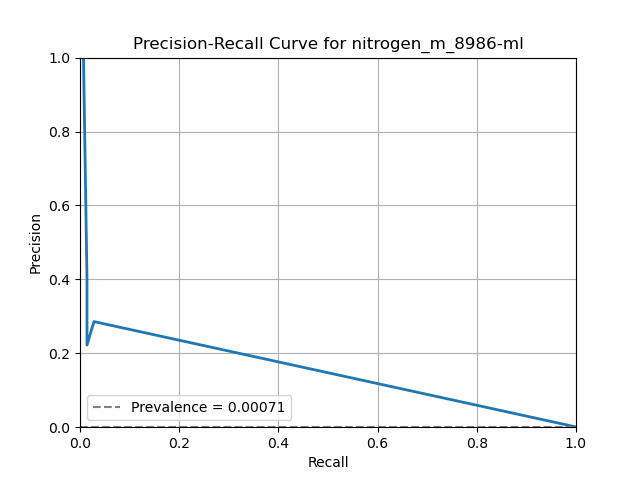 Precision-Recall Curve for nitrogen_m_8986-ml
1.0
0.8
0.6
0.4
0.2
0.0
Precision
Prevalence = 0.00071
0.0 0.2 0.4 0.6 0.8 1.0
Recall